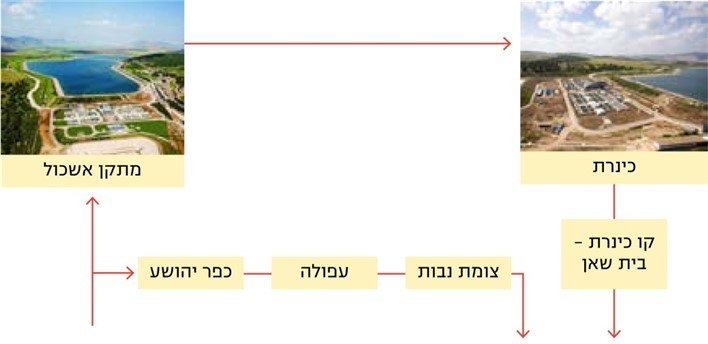 כינרת
מתקן אשכול
קו כינרת –
בית שאן
צומת נבות
עפולה
כפר יהושע